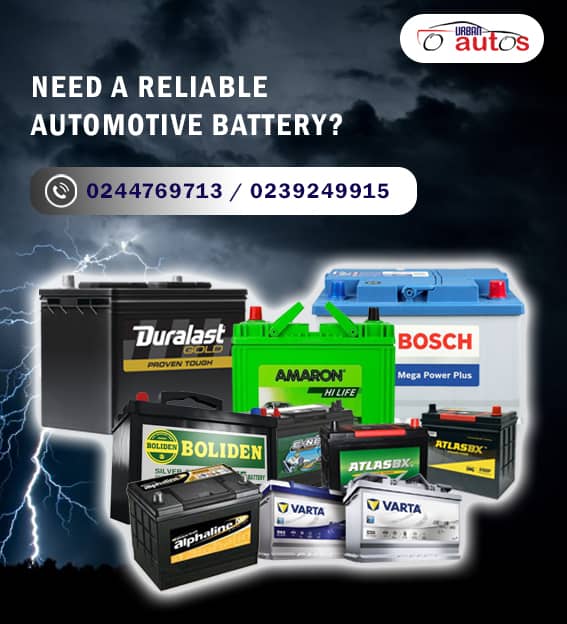 URBAN
autos
NEED A RELIABLE
AUTOMOTIVE BATTERY?
0244769713 / 0239249915
Duralast
GOLD
PROVEN TOUGH
AMARON
HI LIFE
BOSCH
Mega Power Plus
BOLIDEN
BOLIDEN
SILVER
BATTERY
ATLASBX
ATLASBX
alphaline
VARTA
VARTA